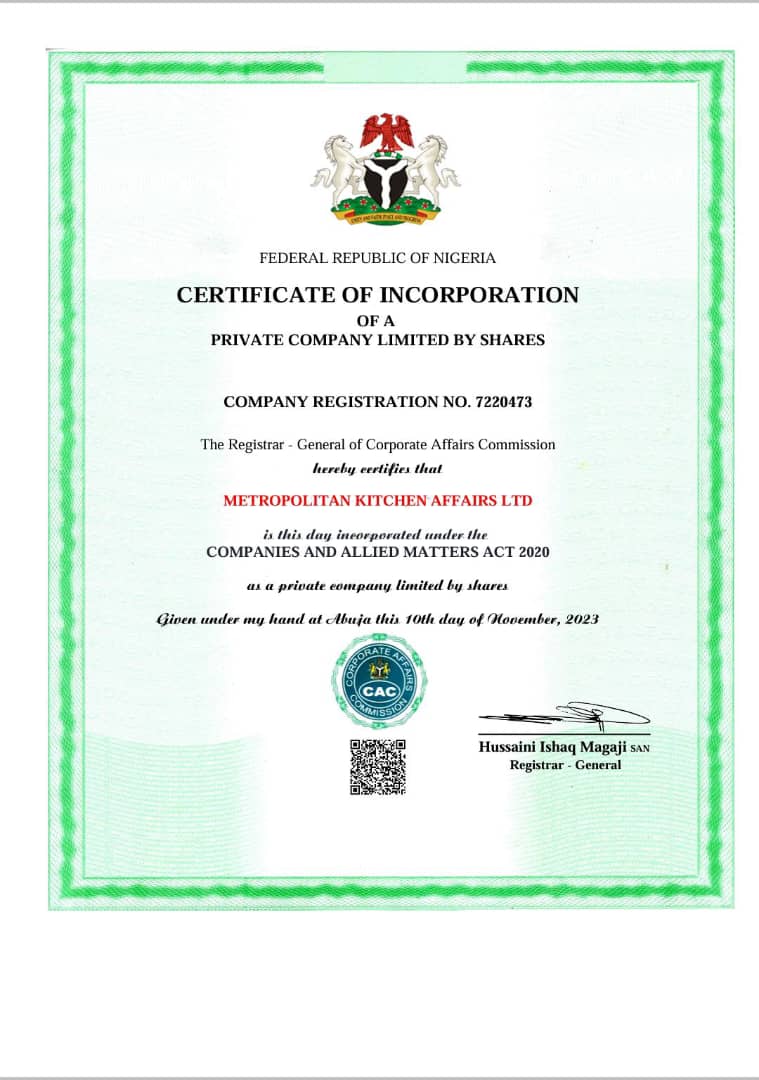 UNITY AND FAITH, PEACE AND PROGRESS
FEDERAL REPUBLIC OF NIGERIA
CERTIFICATE OF INCORPORATION
OF A
PRIVATE COMPANY LIMITED BY SHARES
COMPANY REGISTRATION NO. 7220473
The Registrar - General of Corporate Affairs Commission
hereby certifies that
METROPOLITAN KITCHEN AFFAIRS LTD
is this day incorporated under the
COMPANIES AND ALLIED MATTERS ACT 2020
as a private company limited by shares
Given under my hand at Abuja this 10th day of November, 2023
CORPORATE AFFAIRS
CAC
COMMISSION
Hussaini Ishaq Magaji SAN
Registrar - General